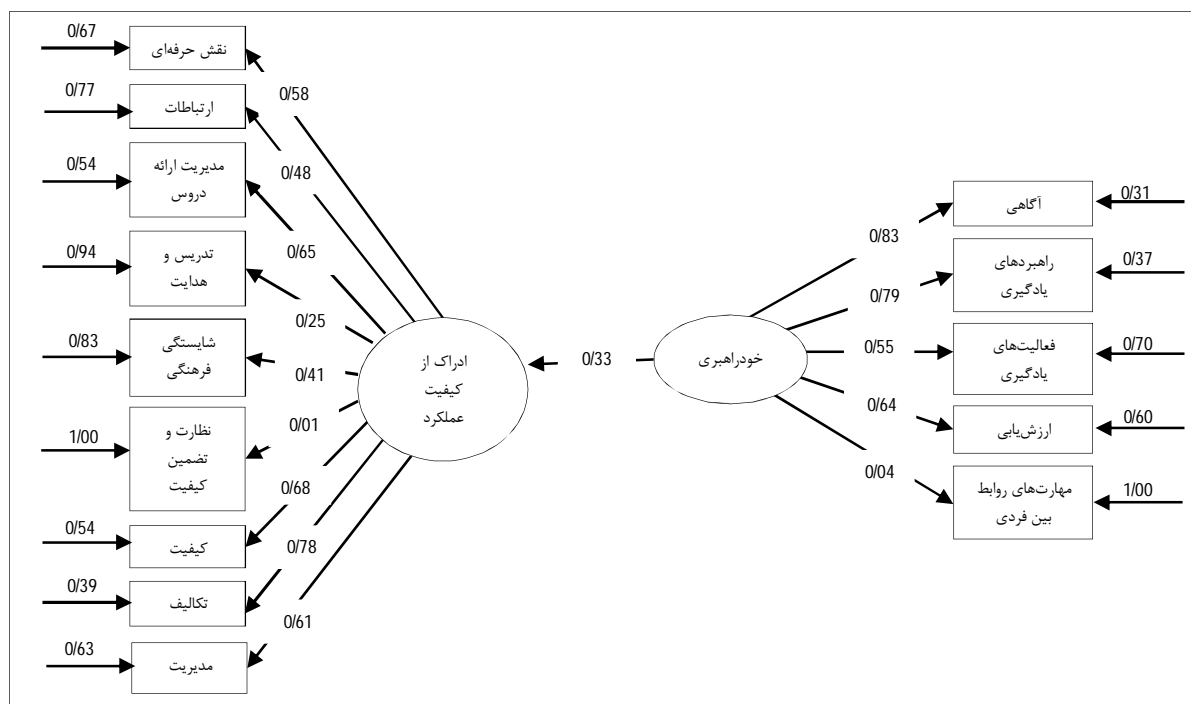 0/67
نقش حرفه‌ای
0/58
0/77
ارتباطات
0/48
0/54
مدیریت ارائه
دروس
0/65
0/94
تدریس و
هدایت
0/25
0/83
شایستگی
فرهنگی
0/41
1/00
نظارت و
تضمین
کیفیت
0/01
0/54
کیفیت
0/68
0/39
تکالیف
0/78
0/63
مدیریت
0/61
ادراک از
کیفیت
عملکرد
0/33
خودراهبری
0/83
آگاهی
0/31
0/79
راهبردهای
یادگیری
0/37
0/55
فعالیت‌های
یادگیری
0/70
0/64
ارزش‌یابی
0/60
0/04
مهارت‌های روابط
بین فردی
1/00